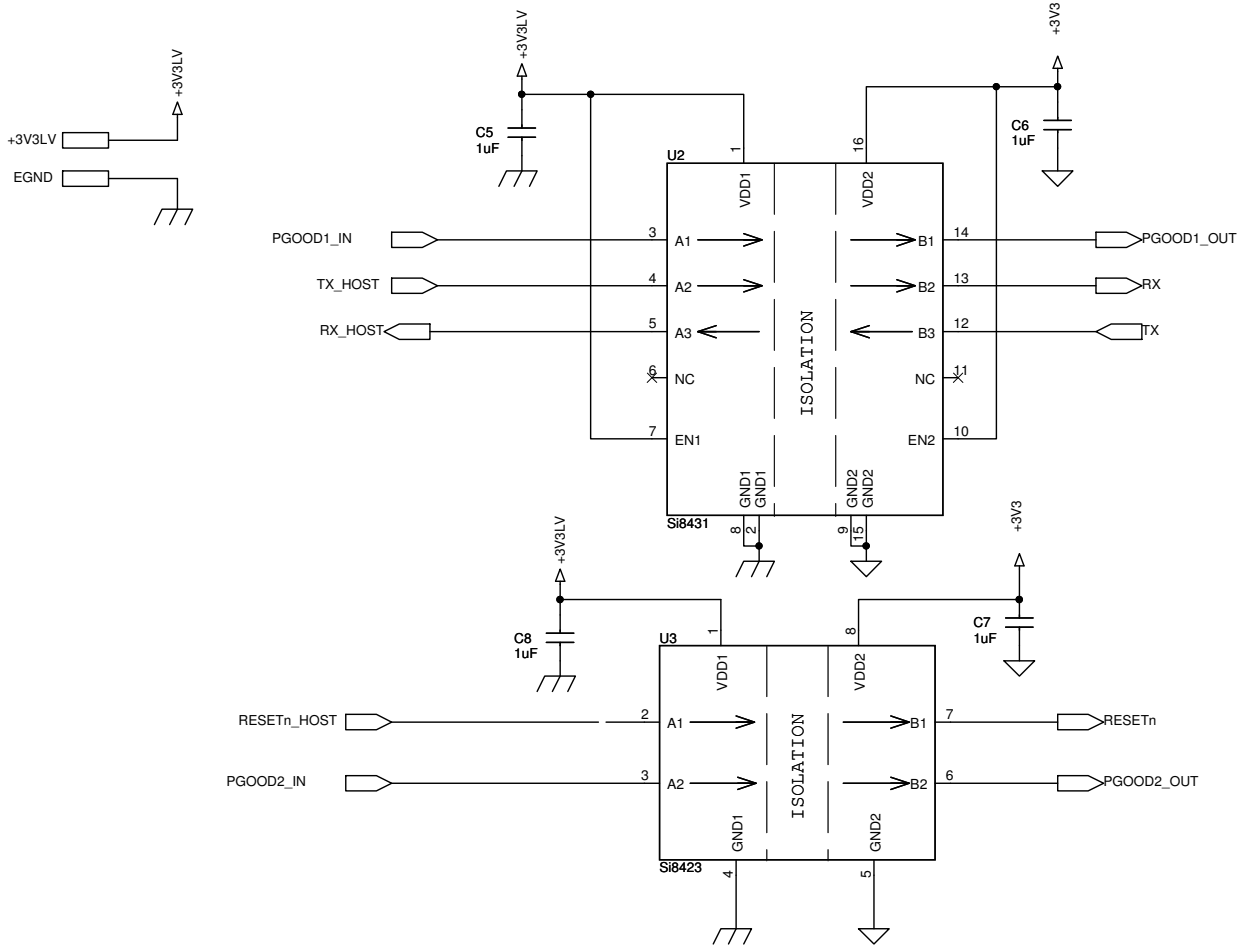 +3V3LV
+3V3LV
EGND
+3V3LV
+3V3
C5
1uF
C6
1uF
U2
1
16
VDD1
VDD2
PGOOD1_IN
3
A1
B1
14
PGOOD1_OUT
TX_HOST
4
A2
B2
13
RX
RX_HOST
5
A3
B3
12
TX
ISOLATION
6
NC
NC
11
7
EN1
EN2
10
GND1
GND1
GND2
GND2
Si8431
8
2
9
15
+3V3LV
+3V3
C8
1uF
C7
1uF
U3
1
8
VDD1
VDD2
RESETn_HOST
2
A1
B1
7
RESETn
ISOLATION
PGOOD2_IN
3
A2
B2
6
PGOOD2_OUT
GND1
GND2
Si8423
4
5